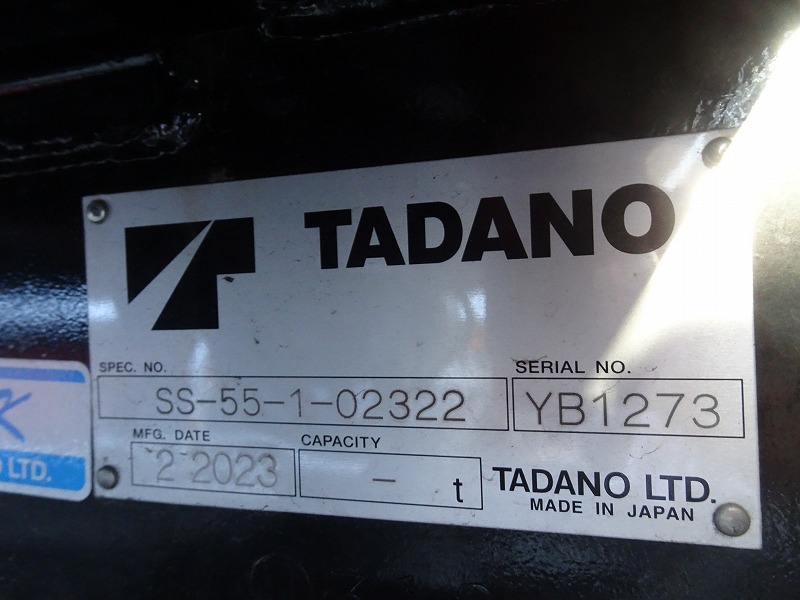 TADANO
SPEC. NO.
SS-55-1-02322
SERIAL NO.
YB1273
MFG. DATE
2 2023
CAPACITY
- t
TADANO LTD.
MADE IN JAPAN
K
LTD.